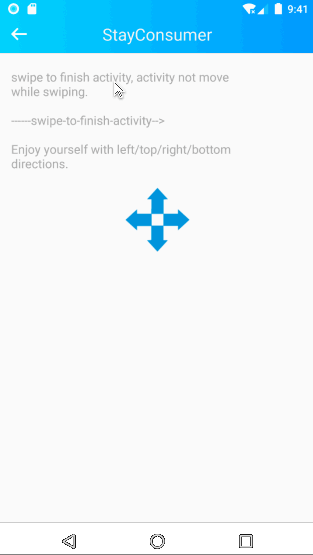 9:41
StayConsumer
swipe to finish activity, activity not move
while swiping.
-----swipe-to-finish-activity-->
Enjoy yourself with left/top/right/bottom
directions.